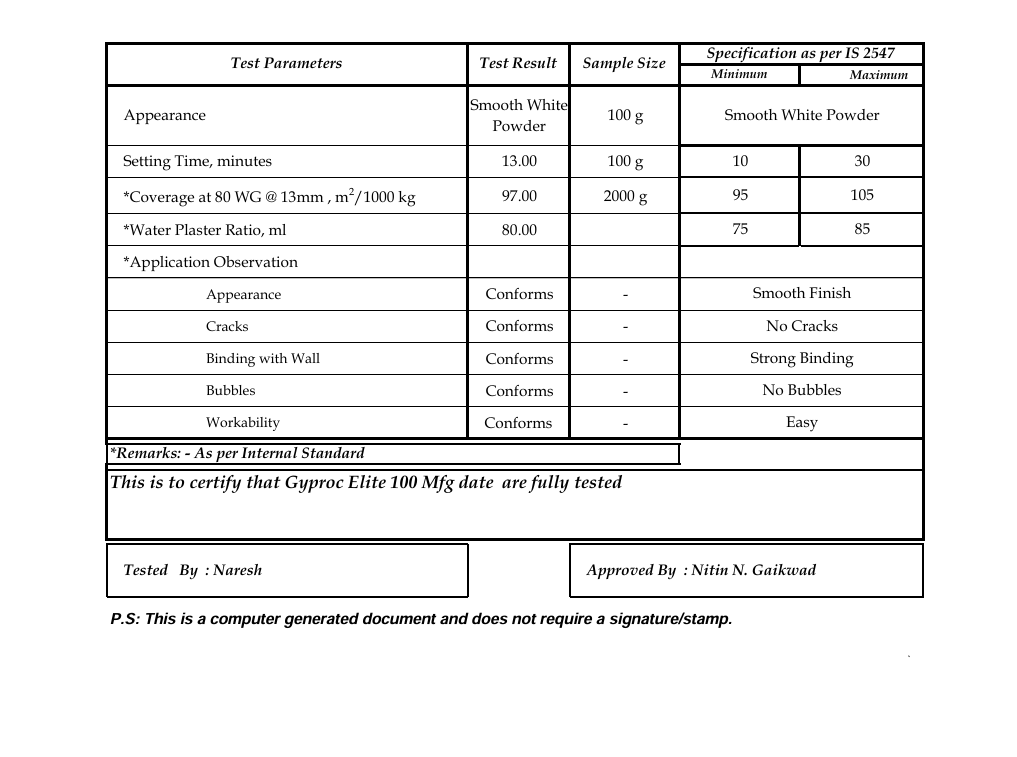 Test Parameters Test Result Sample Size Specification as per IS 2547
Minimum Maximum
Appearance Smooth White Powder 100 g Smooth White Powder
Setting Time, minutes 13.00 100 g 10 30
*Coverage at 80 WG @ 13mm , m²/1000 kg 97.00 2000 g 95 105
*Water Plaster Ratio, ml 80.00 75 85
*Application Observation
Appearance Conforms - Smooth Finish
Cracks Conforms - No Cracks
Binding with Wall Conforms - Strong Binding
Bubbles Conforms - No Bubbles
Workability Conforms - Easy
*Remarks: - As per Internal Standard
This is to certify that Gyproc Elite 100 Mfg date are fully tested
Tested By : Naresh Approved By : Nitin N. Gaikwad
P.S: This is a computer generated document and does not require a signature/stamp.